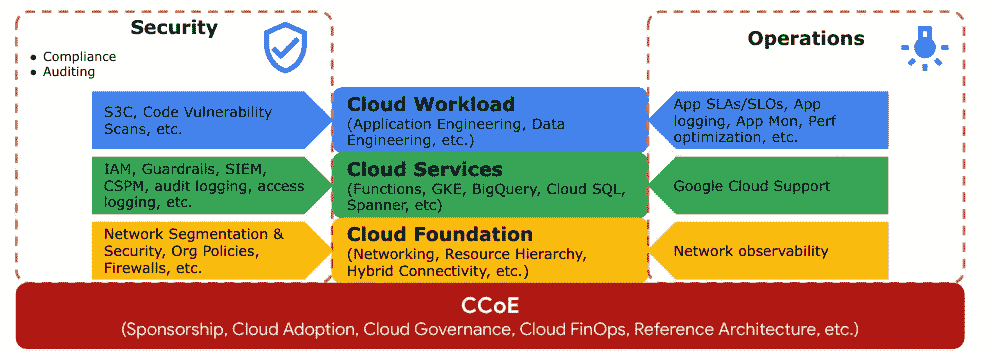 Security
• Compliance
• Auditing
Operations
S3C, Code Vulnerability
Scans, etc.
Cloud Workload
(Application Engineering, Data
Engineering, etc.)
App SLAs/SLOs, App
logging, App Mon, Perf
optimization, etc.
IAM, Guardrails, SIEM,
CSPM, audit logging, access
logging, etc.
Cloud Services
(Functions, GKE, BigQuery, Cloud SQL,
Spanner, etc)
Google Cloud Support
Network Segmentation &
Security, Org Policies,
Firewalls, etc.
Cloud Foundation
(Networking, Resource Hierarchy,
Hybrid Connectivity, etc.)
Network observability
CCoE
(Sponsorship, Cloud Adoption, Cloud Governance, Cloud FinOps, Reference Architecture, etc.)